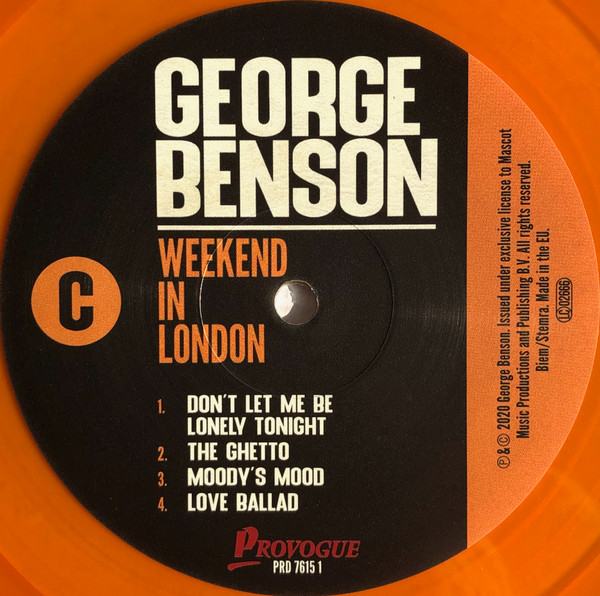 GEORGE
BENSON
WEEKEND
IN
LONDON
C
1. DON'T LET ME BE
LONELY TONIGHT
2. THE GHETTO
3. MOODY'S MOOD
4. LOVE BALLAD
PROVOGUE
PRD 7615 1
℗ & © 2020 George Benson. Issued under exclusive license to Mascot
Music Productions and Publishing B.V. All rights reserved.
Biem/Stemra. Made in the EU.
LC 02666